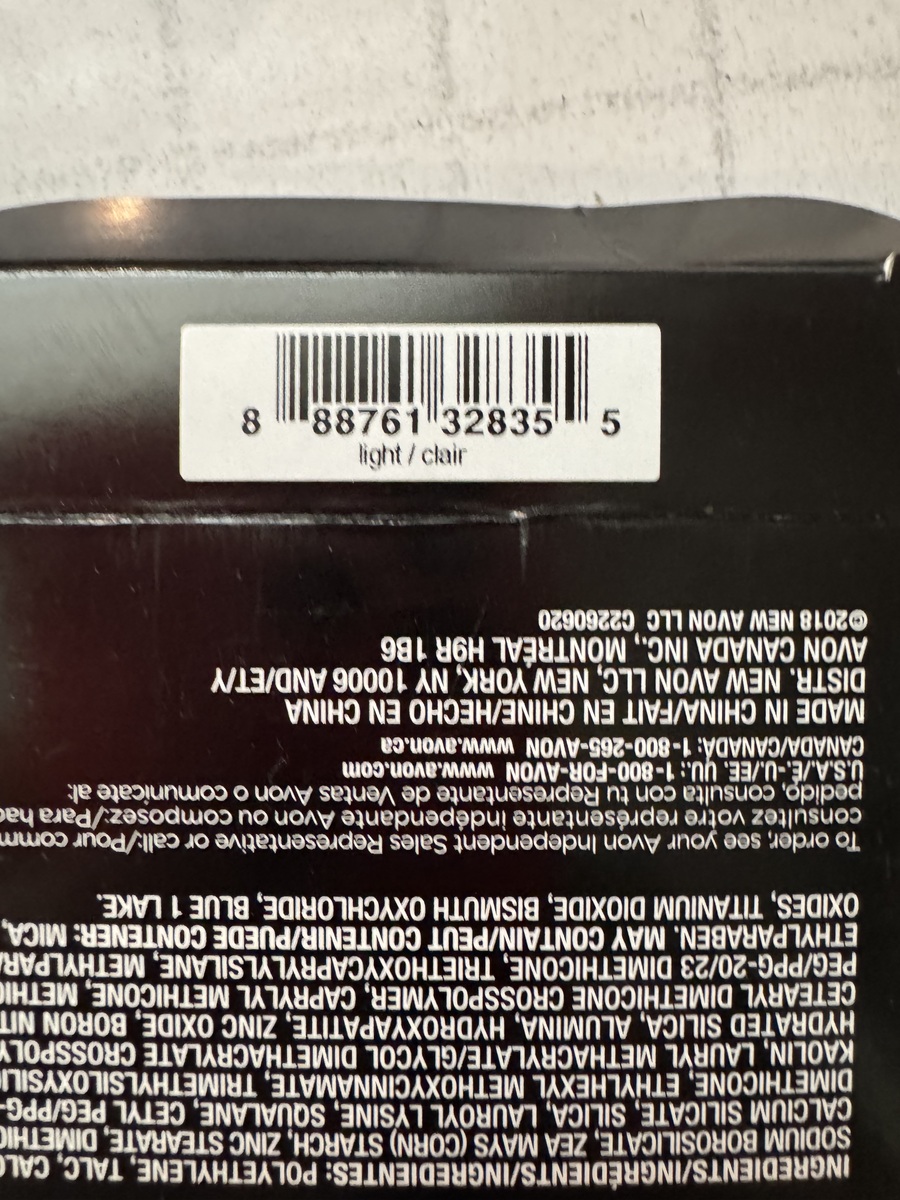 8 88761 32835 5
light / clair
INGREDIENTS/INGRÉDIENTS/INGREDIENTES: POLYETHYLENE, TALC, CALC
SODIUM BOROSILICATE, ZEA MAYS (CORN) STARCH, ZINC STEARATE, DIMETHIC
CALCIUM SILICATE, SILICA, LAUROYL LYSINE, SQUALANE, CETYL PEG/PPG-
DIMETHICONE, ETHYLHEXYL METHOXYCINNAMATE, TRIMETHYLSILOXYSILI
KAOLIN, LAURYL METHACRYLATE/GLYCOL DIMETHACRYLATE CROSSPOLY
HYDRATED SILICA, ALUMINA, HYDROXYAPATITE, ZINC OXIDE, BORON NIT
CETEARYL DIMETHICONE CROSSPOLYMER, CAPRYLYL METHICONE, METHIC
PEG/PPG-20/23 DIMETHICONE, TRIETHOXYCAPRYLYLSILANE, METHYLPAR
ETHYLPARABEN. MAY CONTAIN/PEUT CONTENIR/PUEDE CONTENER: MICA,
OXIDES, TITANIUM DIOXIDE, BISMUTH OXYCHLORIDE, BLUE 1 LAKE.
To order, see your Avon Independent Sales Representative or call:/Pour comm
consultez votre représentante indépendante Avon ou composez:/Para hac
pedido, consulta con tu Representante de Ventas Avon o comunícate al:
U.S.A./É.-U./EE. UU.: 1-800-FOR-AVON www.avon.com
CANADA/CANADÁ: 1-800-265-AVON www.avon.ca
MADE IN CHINA/FAIT EN CHINE/HECHO EN CHINA
DISTR. NEW AVON LLC, NEW YORK, NY 10006 AND/ET/Y
AVON CANADA INC., MONTRÉAL H9R 1B6
©2018 NEW AVON LLC C2260620